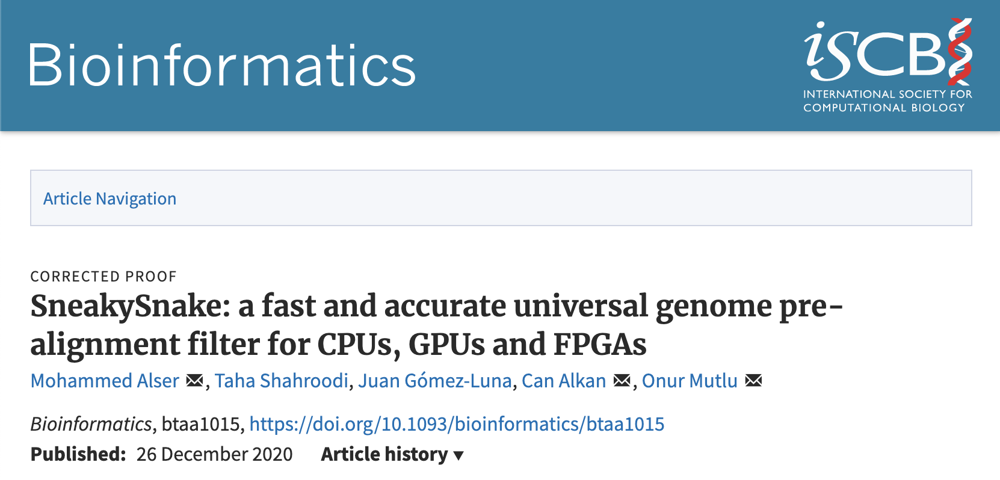 Bioinformatics
iSCB
INTERNATIONAL SOCIETY FOR
COMPUTATIONAL BIOLOGY
Article Navigation
CORRECTED PROOF
SneakySnake: a fast and accurate universal genome pre-
alignment filter for CPUs, GPUs and FPGAs
Mohammed Alser, Taha Shahroodi, Juan Gómez-Luna, Can Alkan, Onur Mutlu
Bioinformatics, btaa1015, https://doi.org/10.1093/bioinformatics/btaa1015
Published: 26 December 2020 Article history ▼